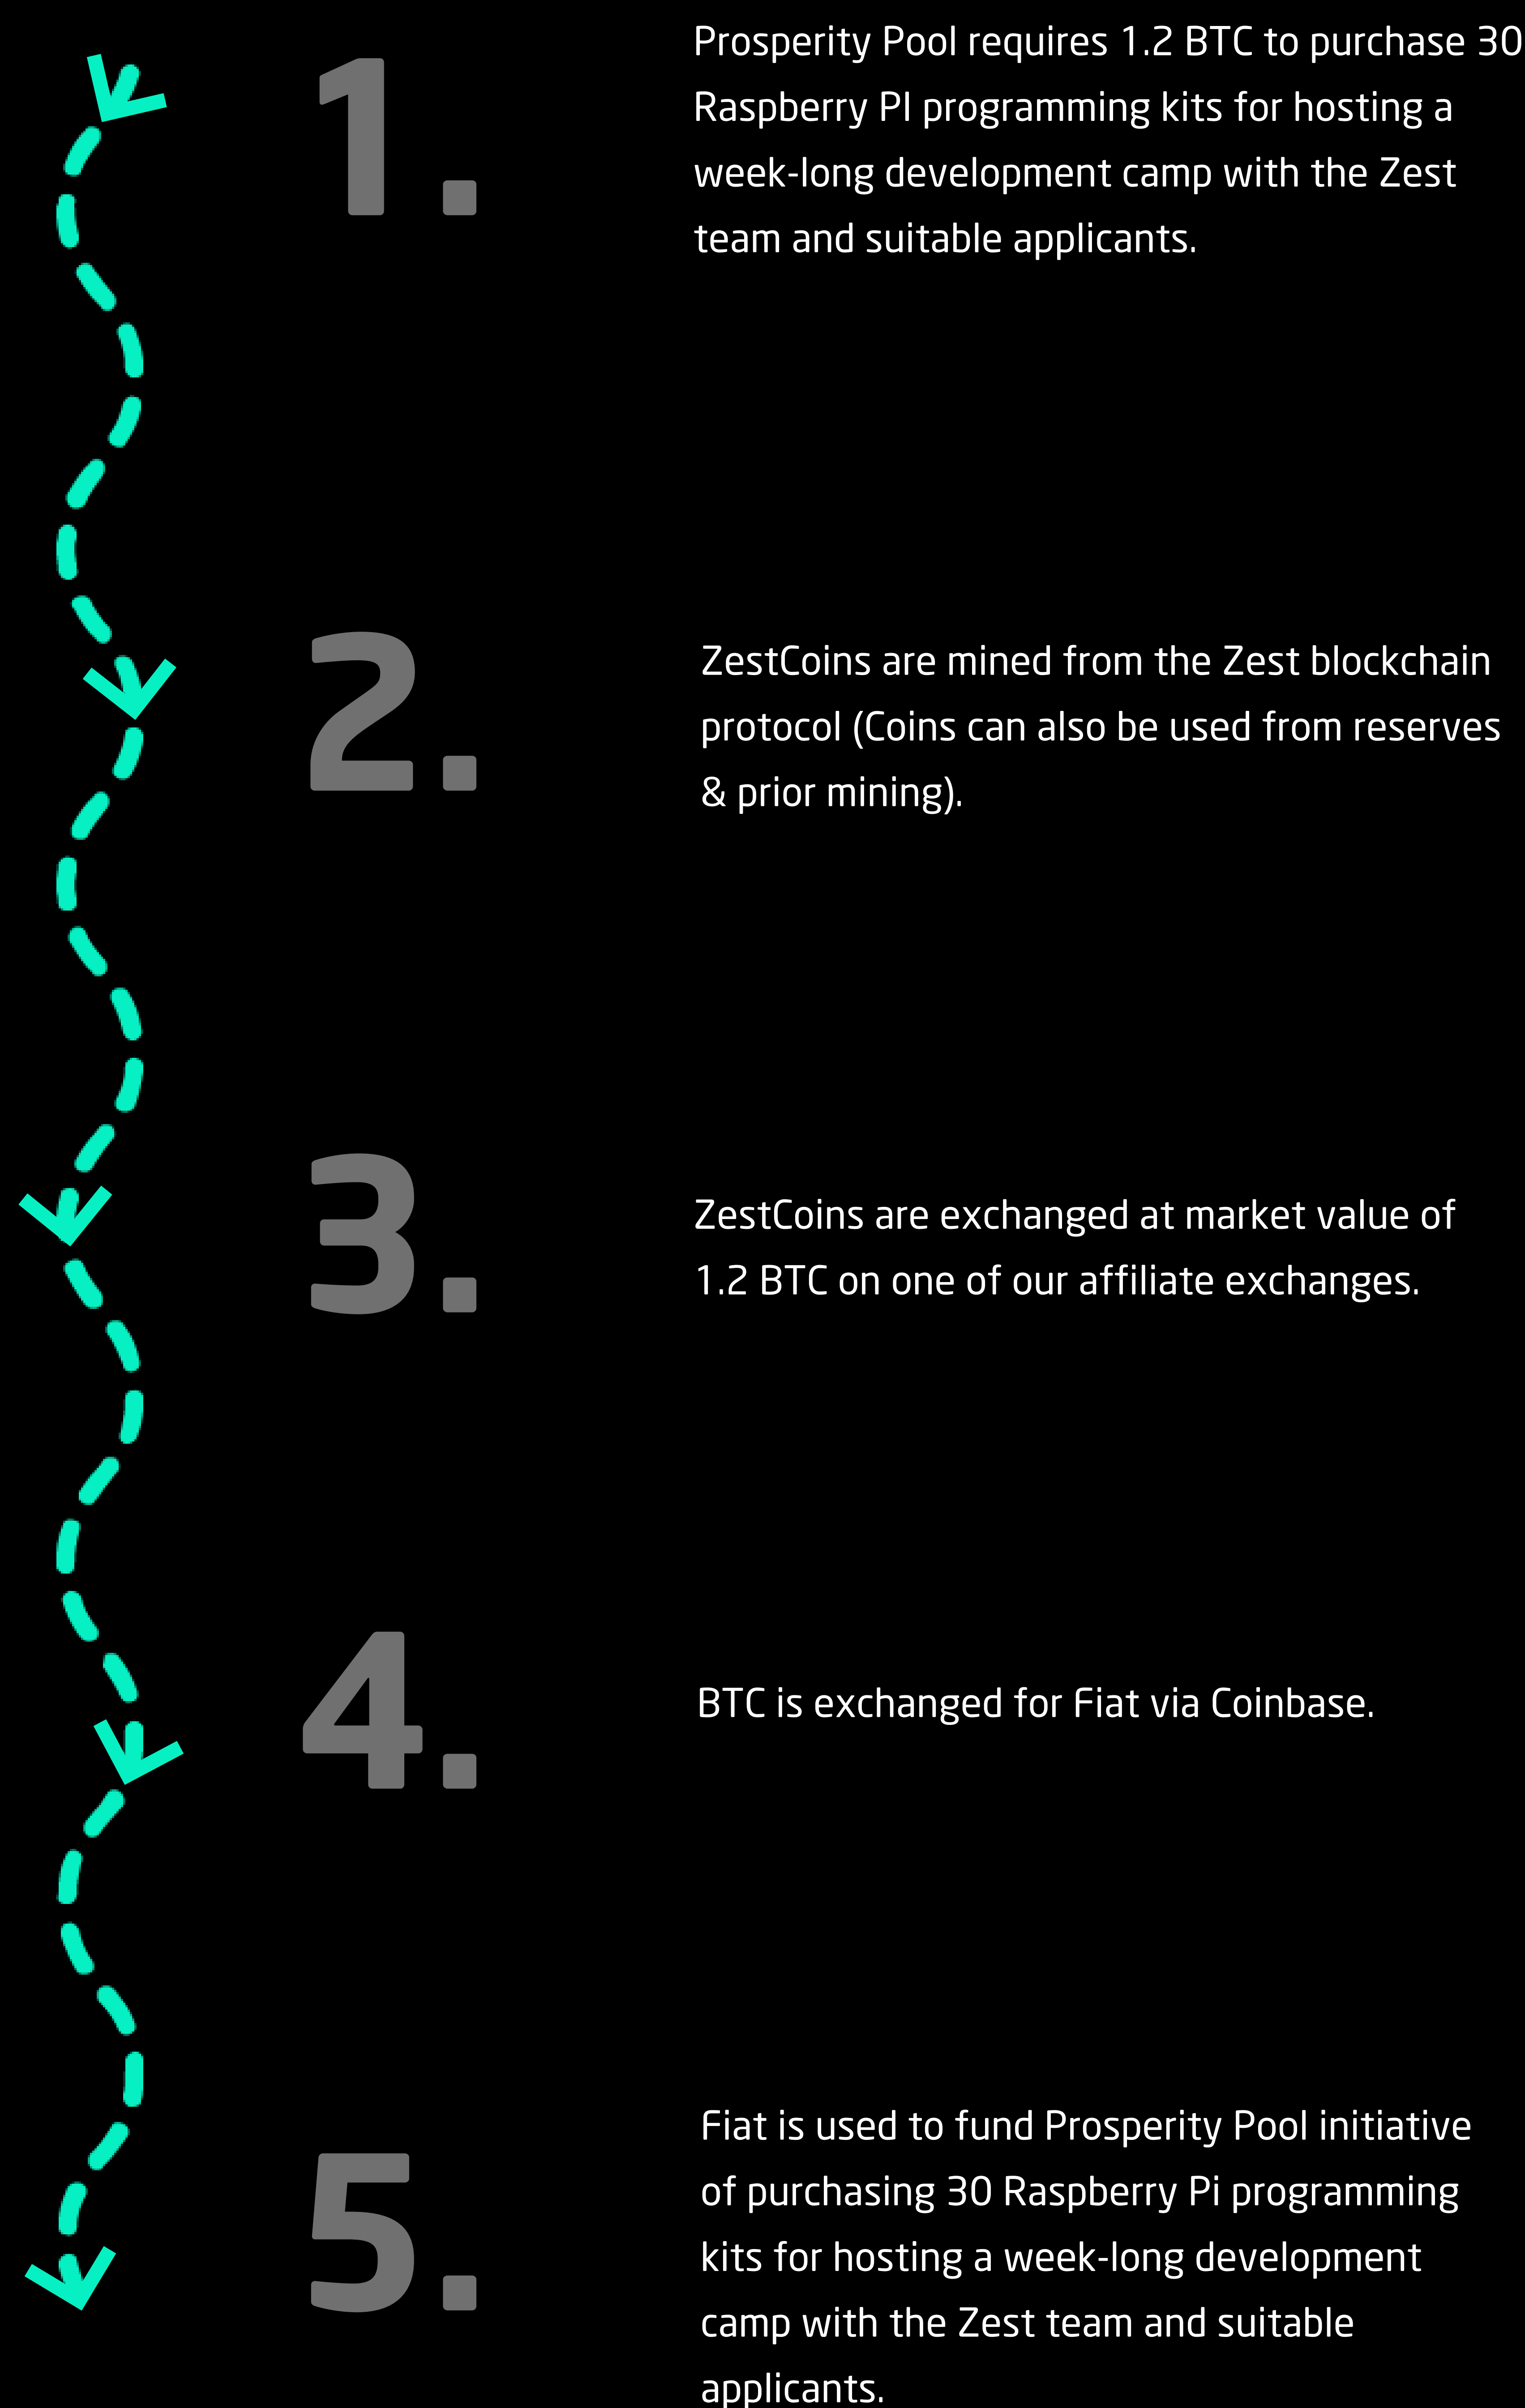 1.
Prosperity Pool requires 1.2 BTC to purchase 30
Raspberry PI programming kits for hosting a
week-long development camp with the Zest
team and suitable applicants.
2.
ZestCoins are mined from the Zest blockchain
protocol (Coins can also be used from reserves
& prior mining).
3.
ZestCoins are exchanged at market value of
1.2 BTC on one of our affiliate exchanges.
4.
BTC is exchanged for Fiat via Coinbase.
5.
Fiat is used to fund Prosperity Pool initiative
of purchasing 30 Raspberry Pi programming
kits for hosting a week-long development
camp with the Zest team and suitable
applicants.